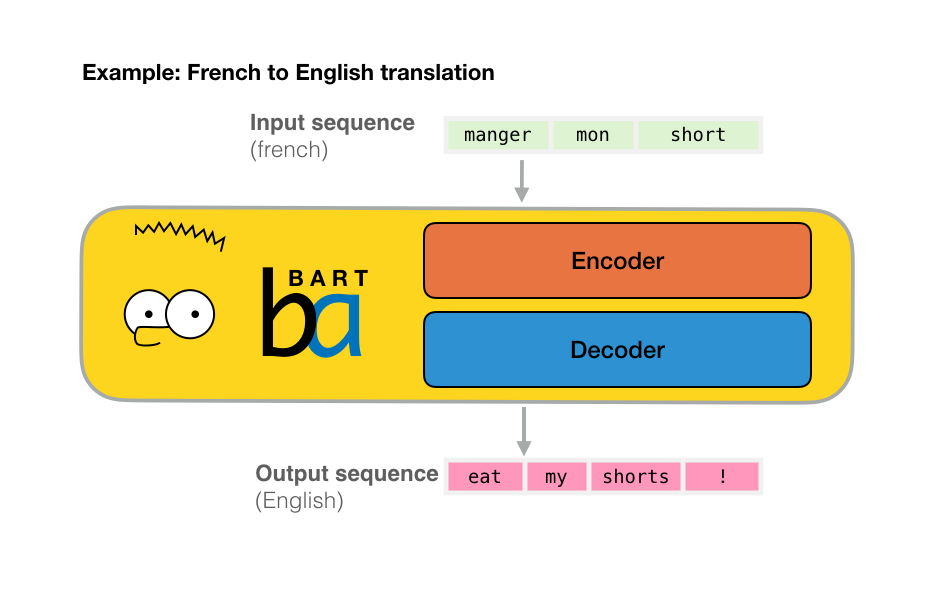 Example: French to English translation
Input sequence
(french)
manger mon short
BART
ba
Encoder
Decoder
Output sequence
(English)
eat my shorts !